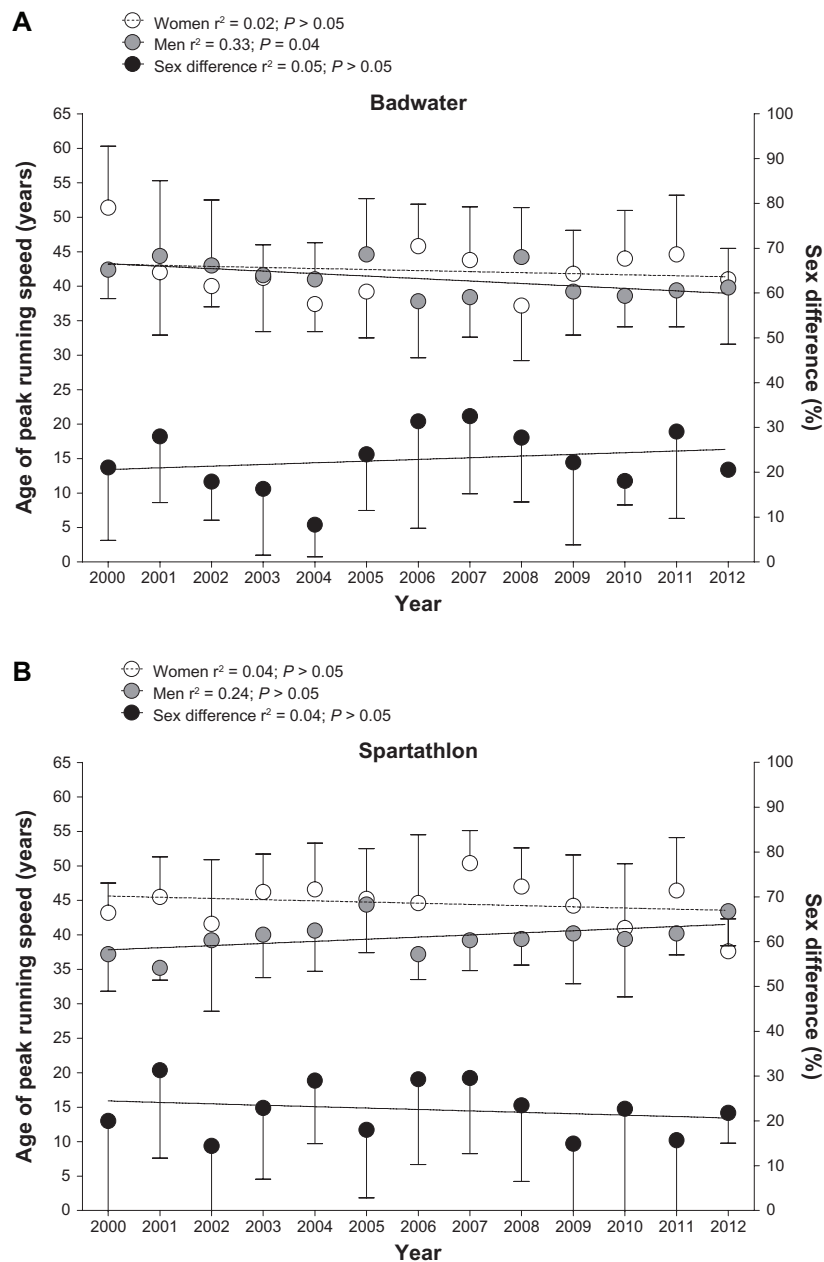 A
Women r² = 0.02; P > 0.05
Men r² = 0.33; P = 0.04
Sex difference r² = 0.05; P > 0.05
Badwater
Age of peak running speed (years)
65
60
55
50
45
40
35
30
25
20
15
10
5
0
100
90
80
70
60
50
40
30
20
10
0
Sex difference (%)
2000 2001 2002 2003 2004 2005 2006 2007 2008 2009 2010 2011 2012
Year
B
Women r² = 0.04; P > 0.05
Men r² = 0.24; P > 0.05
Sex difference r² = 0.04; P > 0.05
Spartathlon
Age of peak running speed (years)
65
60
55
50
45
40
35
30
25
20
15
10
5
0
100
90
80
70
60
50
40
30
20
10
0
Sex difference (%)
2000 2001 2002 2003 2004 2005 2006 2007 2008 2009 2010 2011 2012
Year